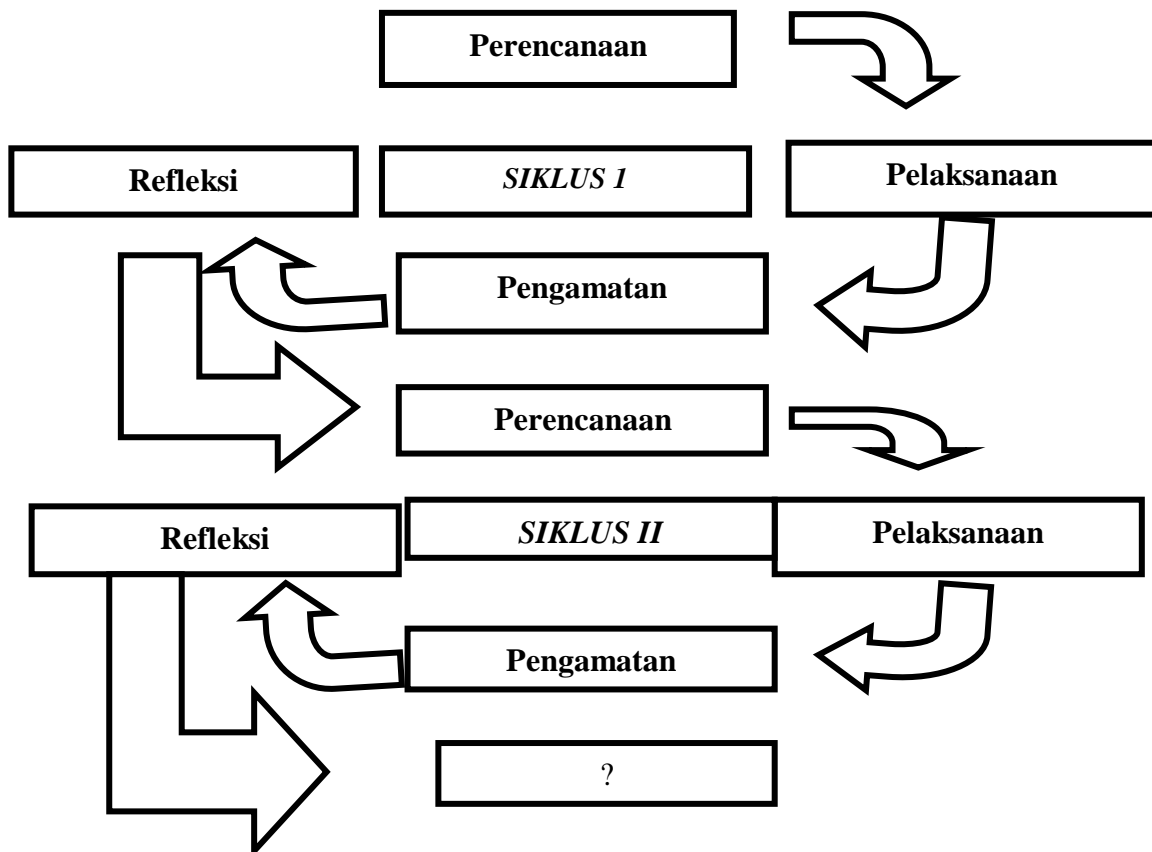 Perencanaan
Refleksi
SIKLUS 1
Pelaksanaan
Pengamatan
Perencanaan
Refleksi
SIKLUS II
Pelaksanaan
Pengamatan
?